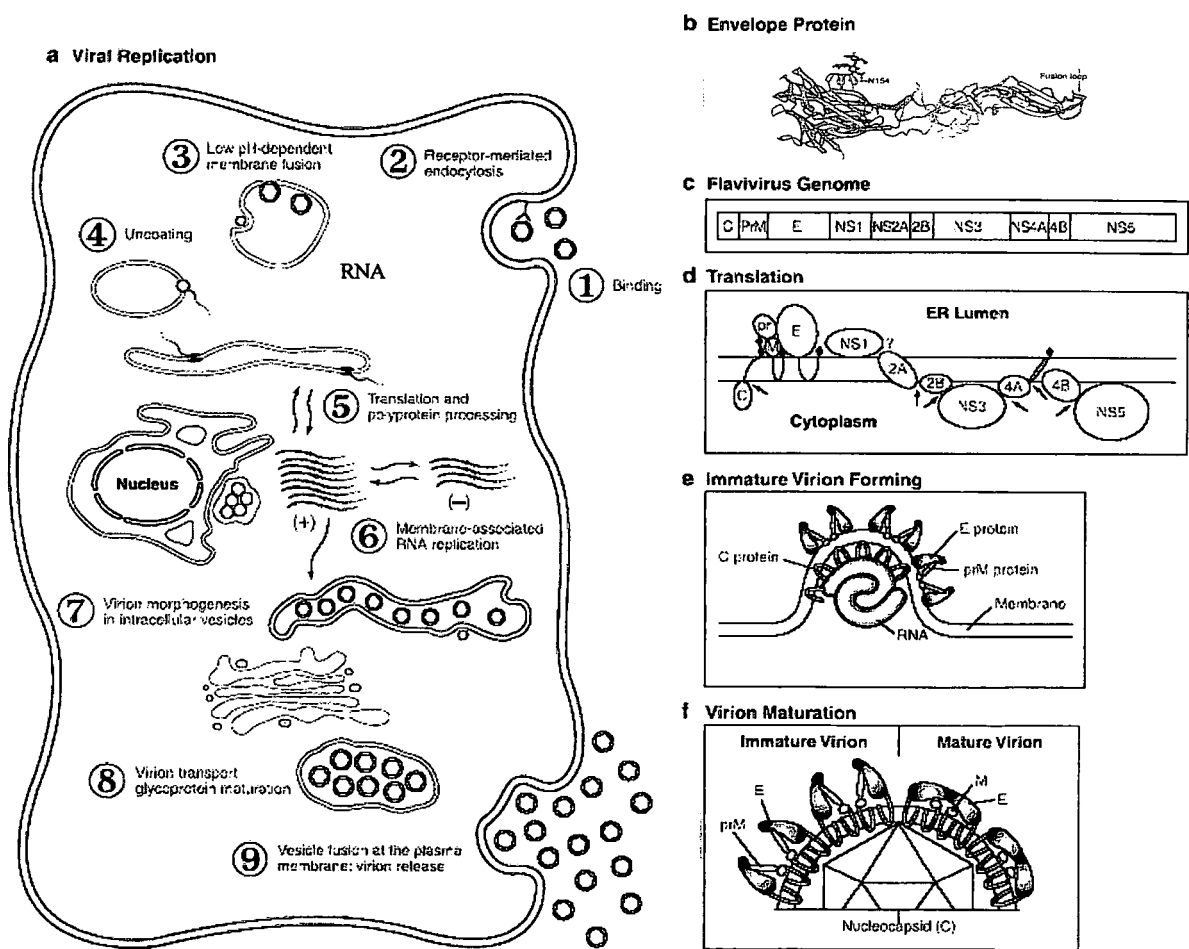 a Viral Replication
③ Low pH-dependent
membrane fusion
② Receptor-mediated
endocytosis
④ Uncoating
RNA
① Binding
⑤ Translation and
polyprotein processing
Nucleus
(+)
(−)
⑥ Membrane-associated
RNA replication
⑦ Virion morphogenesis
in intracellular vesicles
⑧ Virion transport
glycoprotein maturation
⑨ Vesicle fusion at the plasma
membrane: virion release
b Envelope Protein
N154
Fusion loop
c Flavivirus Genome
C PrM E NS1 NS2A 2B NS3 NS4A 4B NS5
d Translation
ER Lumen
pr
M
E
NS1
?
2A
2B
C
NS3
4A
4B
NS5
Cytoplasm
e Immature Virion Forming
E protein
C protein
prM protein
Membrane
RNA
f Virion Maturation
Immature Virion
Mature Virion
E
M
E
prM
Nucleocapsid (C)